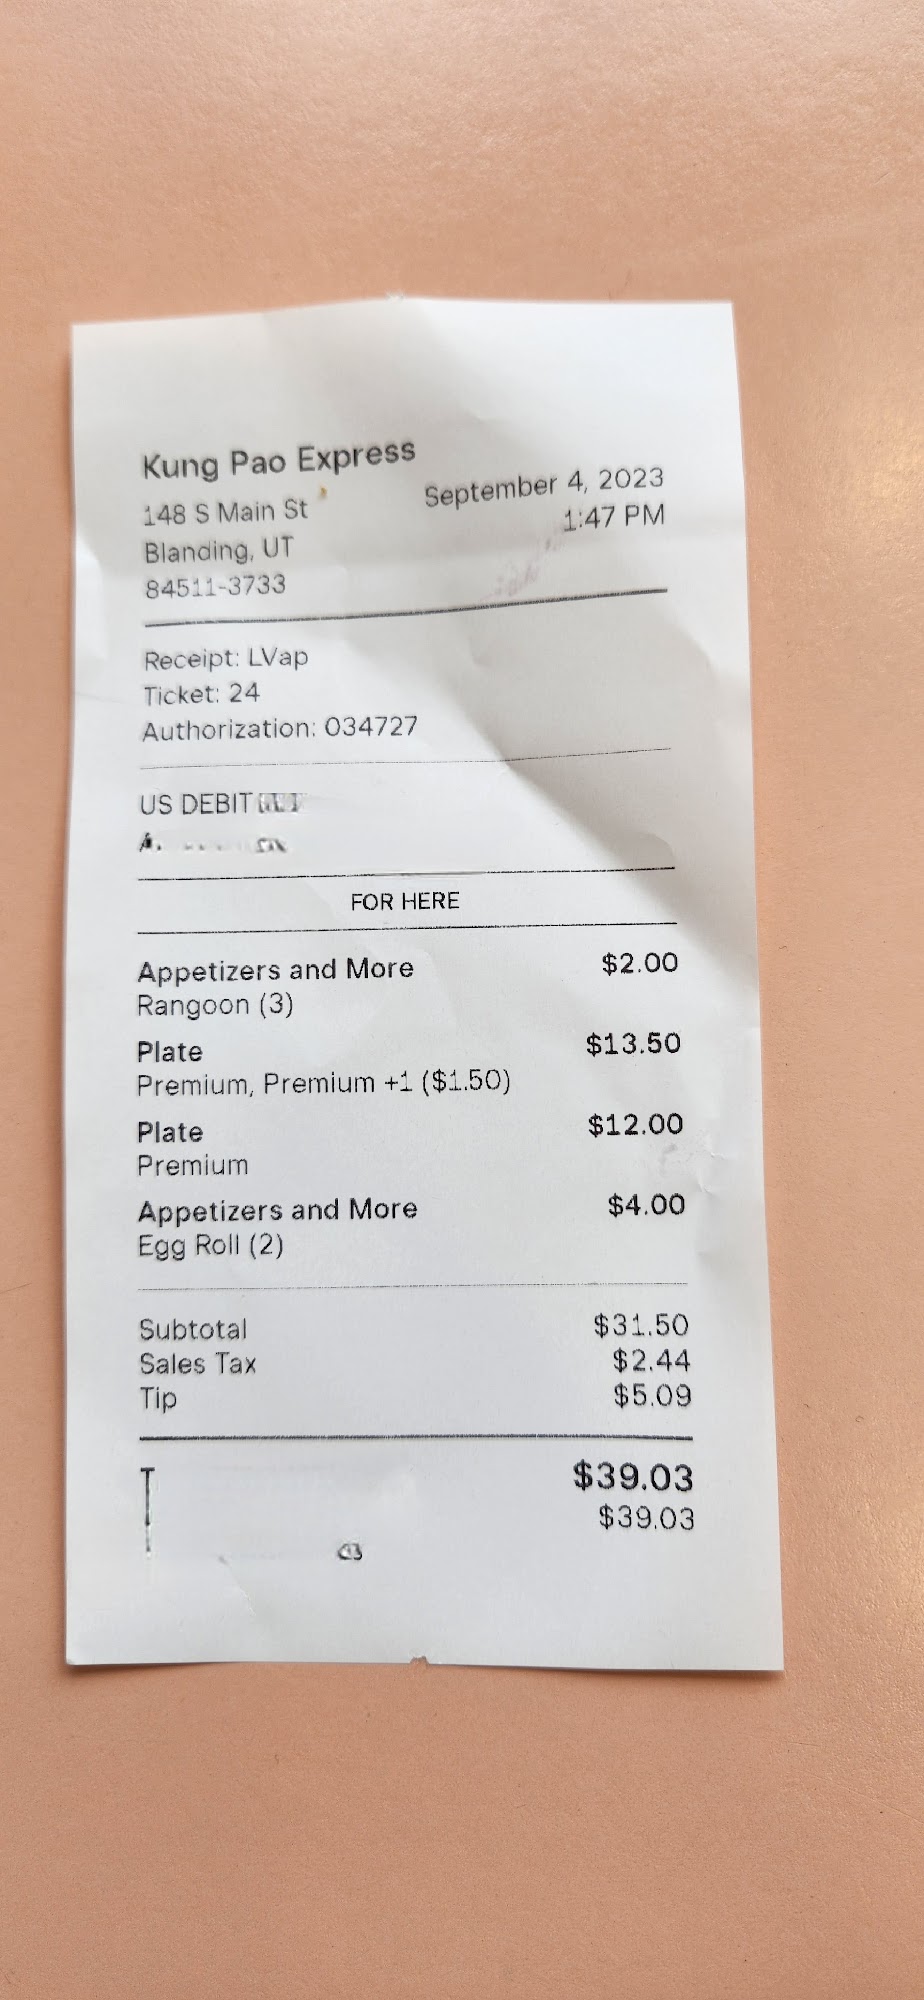 Kung Pao Express
148 S Main St
September 4, 2023
Blanding, UT
1:47 PM
84511-3733
Receipt: LVap
Ticket: 24
Authorization: 034727
US DEBIT
FOR HERE
Appetizers and More $2.00
Rangoon (3)
Plate $13.50
Premium, Premium +1 ($1.50)
Plate $12.00
Premium
Appetizers and More $4.00
Egg Roll (2)
Subtotal $31.50
Sales Tax $2.44
Tip $5.09
$39.03
$39.03